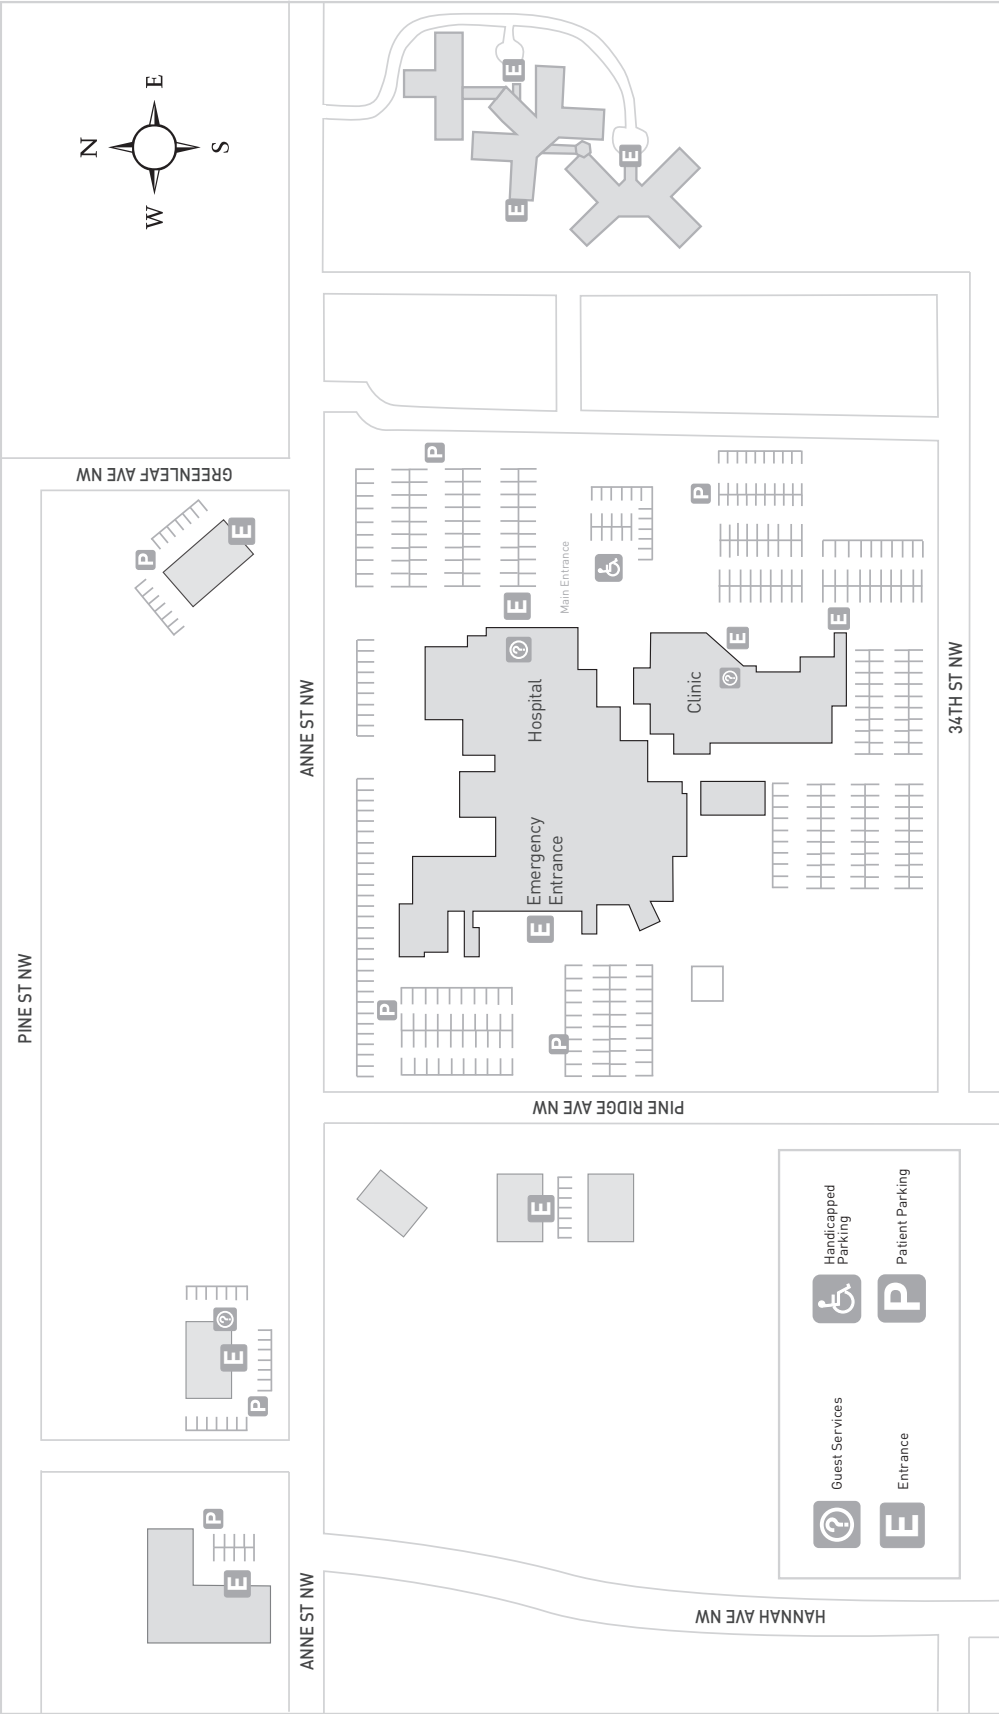 N
E
S
W
GREENLEAF AVE NW
PINE ST NW
ANNE ST NW
34TH ST NW
PINE RIDGE AVE NW
ANNE ST NW
HANNAH AVE NW
P
E
E
E
E
P
P
Main Entrance
E
?
Hospital
E
E
?
Clinic
Emergency
Entrance
E
P
P
E
?
E
P
P
E
? Guest Services
Handicapped
Parking
E Entrance
P Patient Parking